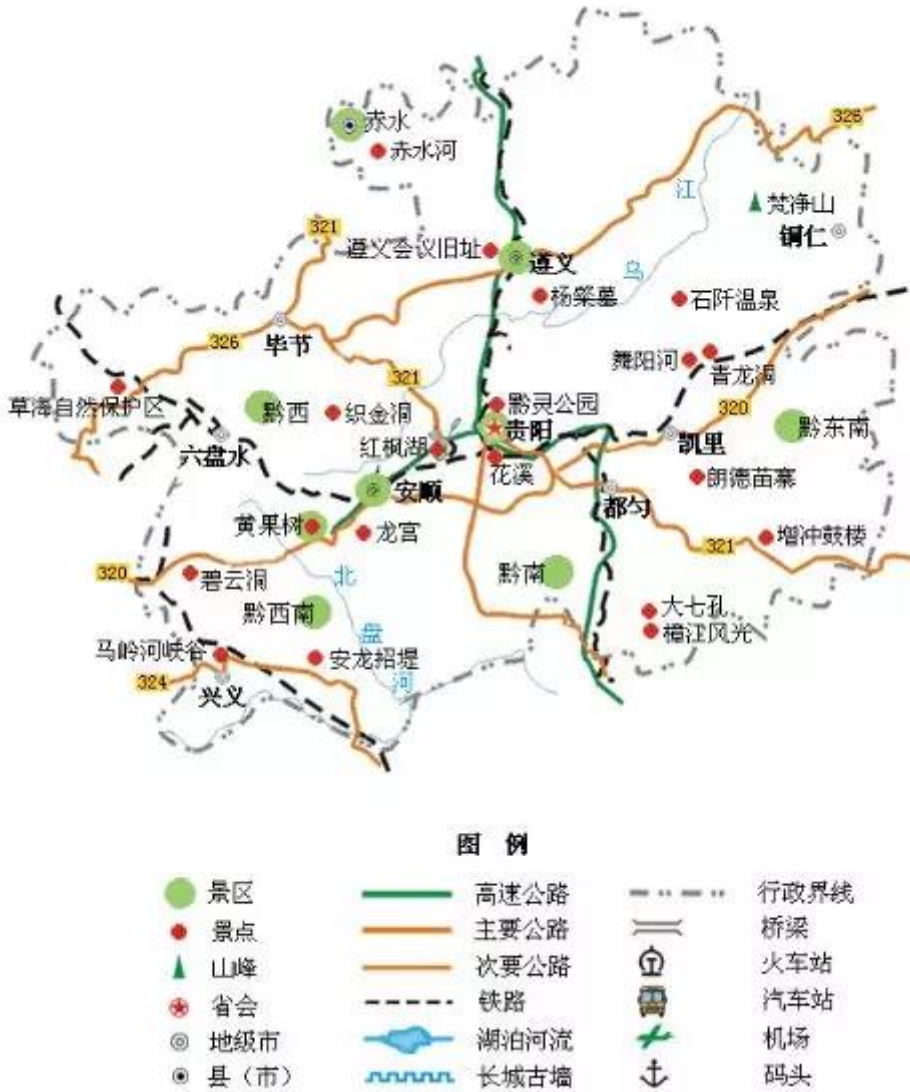 赤水
赤水河
326
江
梵净山
铜仁
321
遵义会议旧址
遵义
乌
杨粲墓
石阡温泉
毕节
326
舞阳河
青龙洞
321
草海自然保护区
黔西
织金洞
黔灵公园
贵阳
320
黔东南
六盘水
红枫湖
凯里
花溪
朗德苗寨
安顺
都匀
黄果树
龙宫
321
增冲鼓楼
320
碧云洞
北
黔南
黔西南
盘
大七孔
樟江风光
马岭河峡谷
安龙招堤
河
324
兴义
图 例
景区
高速公路
行政界线
景点
主要公路
桥梁
山峰
次要公路
火车站
省会
铁路
汽车站
地级市
湖泊河流
机场
县（市）
长城古墙
码头